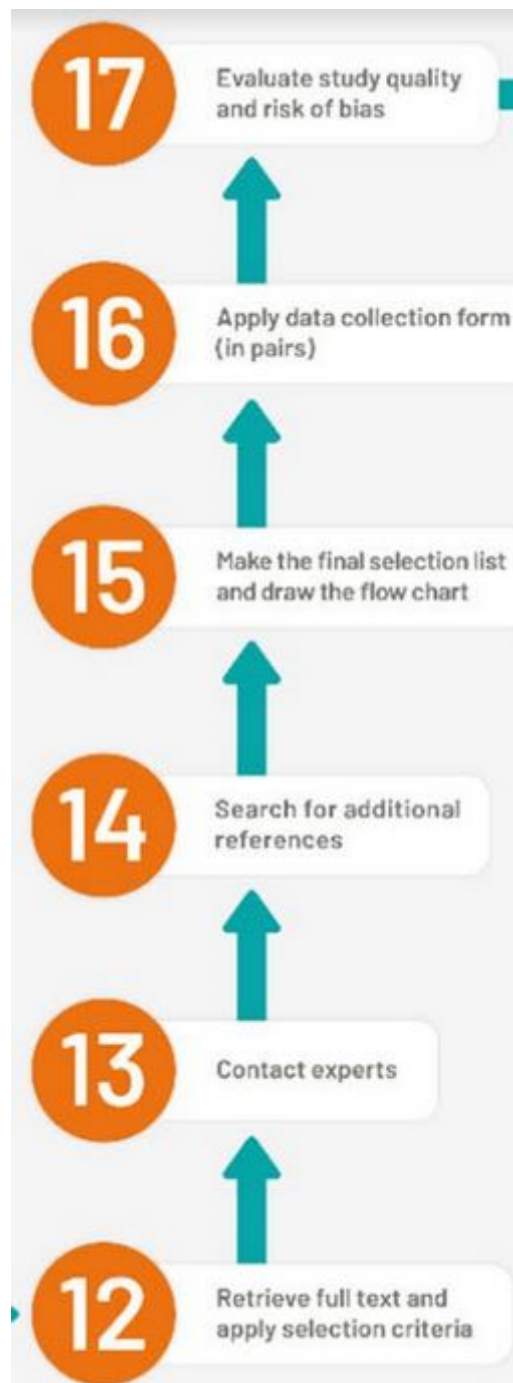 17
Evaluate study quality
and risk of bias
16
Apply data collection form
(in pairs)
15
Make the final selection list
and draw the flow chart
14
Search for additional
references
13
Contact experts
12
Retrieve full text and
apply selection criteria